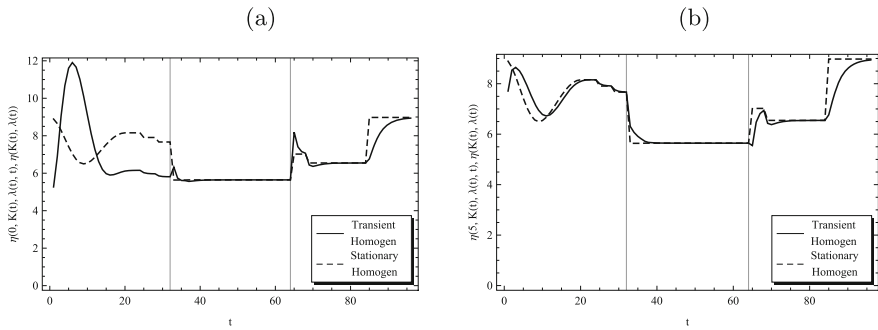 (a)
η(0, K(t), λ(t), t), η(K(t), λ(t))
12
10
8
6
4
2
0
0
20
40
60
80
t
Transient
Homogen
Stationary
Homogen
(b)
η(5, K(t), λ(t), t), η(K(t), λ(t))
8
6
4
2
0
0
20
40
60
80
t
Transient
Homogen
Stationary
Homogen